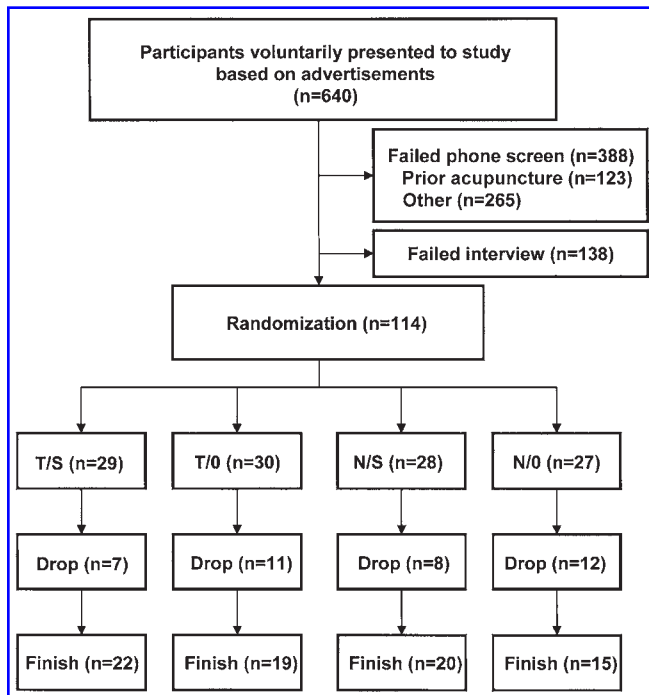 Participants voluntarily presented to study
based on advertisements
(n=640)
Failed phone screen (n=388)
Prior acupuncture (n=123)
Other (n=265)
Failed interview (n=138)
Randomization (n=114)
T/S (n=29)
T/0 (n=30)
N/S (n=28)
N/0 (n=27)
Drop (n=7)
Drop (n=11)
Drop (n=8)
Drop (n=12)
Finish (n=22)
Finish (n=19)
Finish (n=20)
Finish (n=15)